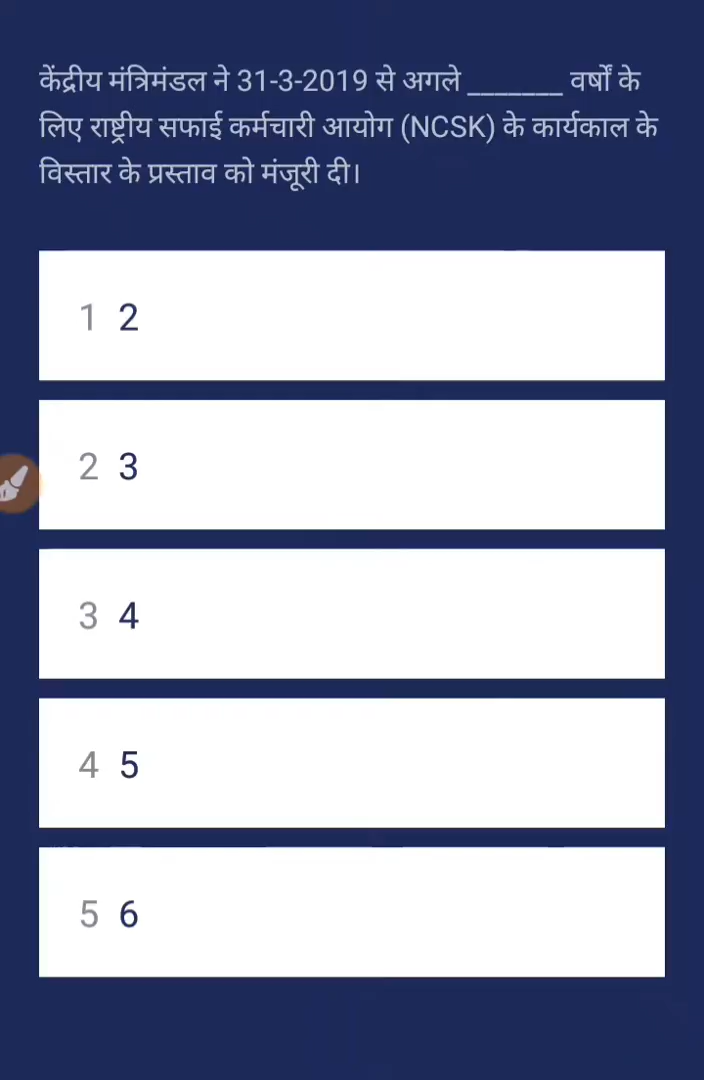 केंद्रीय मंत्रिमंडल ने 31-3-2019 से अगले _______ वर्षों के
लिए राष्ट्रीय सफाई कर्मचारी आयोग (NCSK) के कार्यकाल के
विस्तार के प्रस्ताव को मंजूरी दी।
1 2
2 3
3 4
4 5
5 6